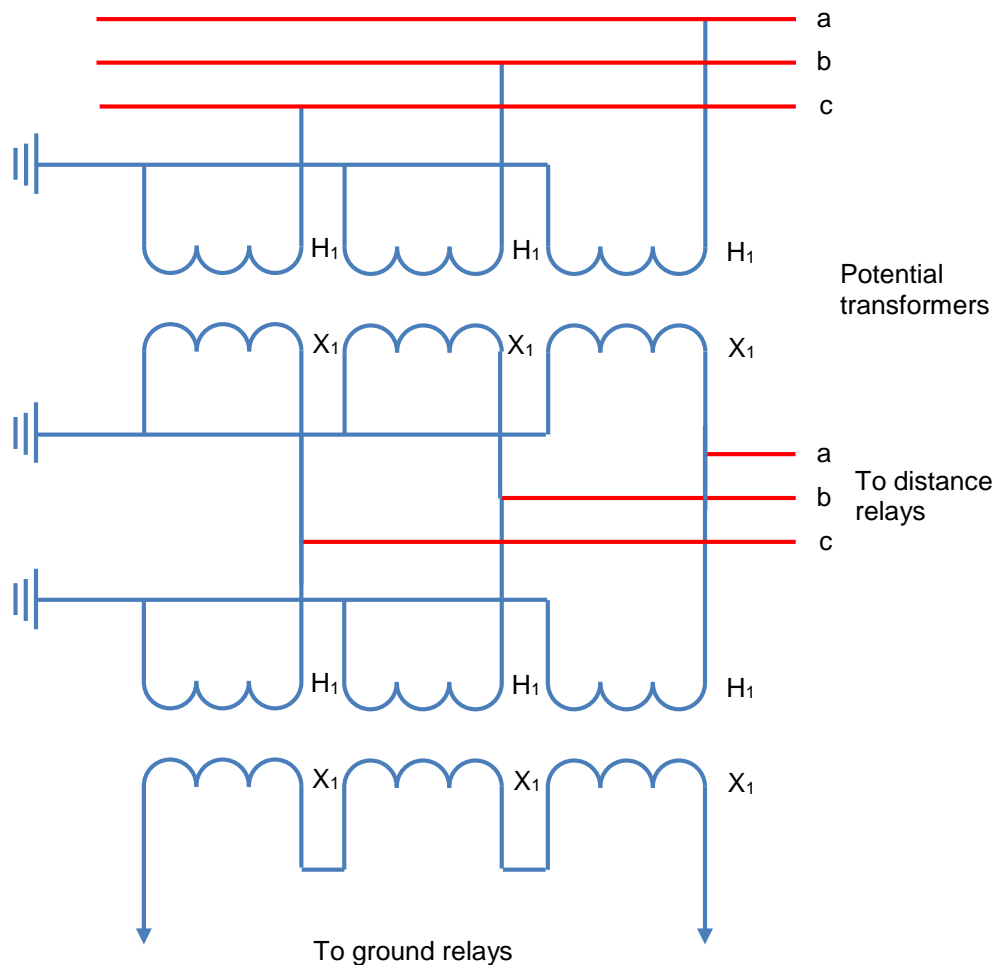 a
b
c
H₁ H₁ H₁
Potential
transformers
X₁ X₁ X₁
a
b
To distance
relays
c
H₁ H₁ H₁
X₁ X₁ X₁
To ground relays